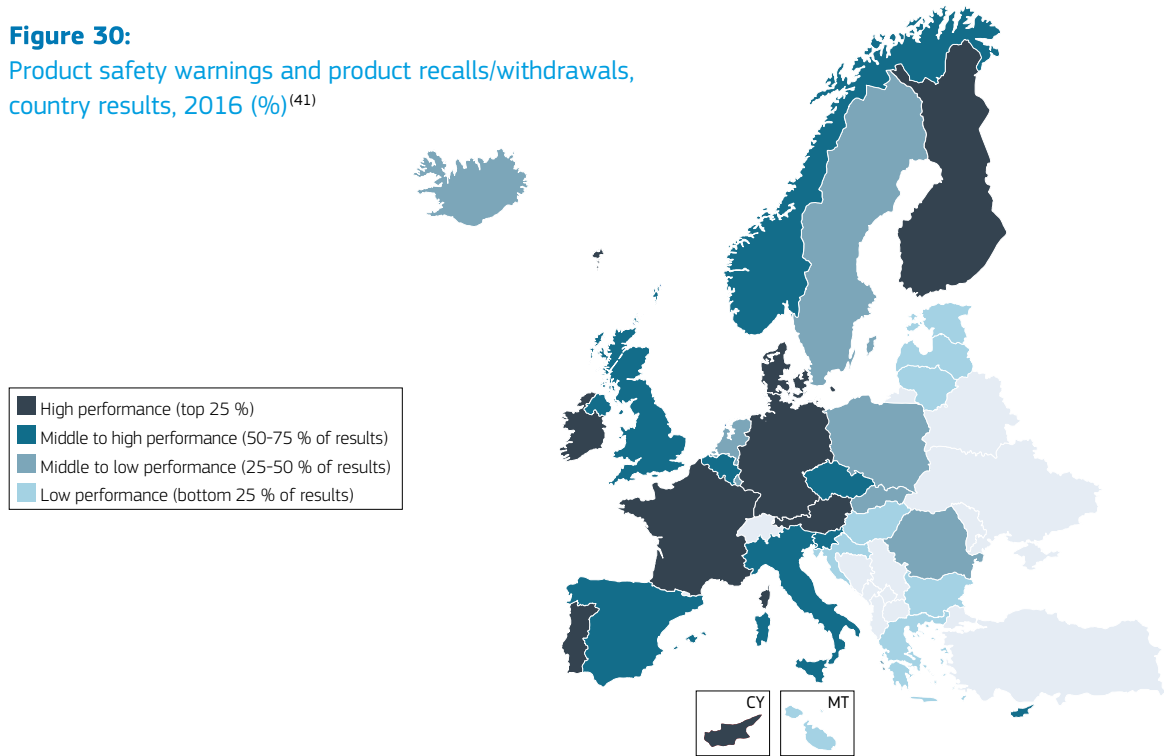 Figure 30:
Product safety warnings and product recalls/withdrawals,
country results, 2016 (%)(41)
High performance (top 25 %)
Middle to high performance (50-75 % of results)
Middle to low performance (25-50 % of results)
Low performance (bottom 25 % of results)
CY
MT